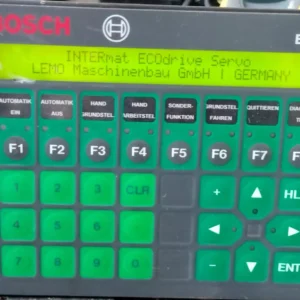 BOSCH BOSCH
INTERmat ECOdrive Servo
LEMO Maschinenbau GmbH | GERMANY
AUTOMATIK EIN
AUTOMATIK AUS
HAND GRUNDSTEL
HAND ARBEITSTEL
SONDER- FUNKTION
GRUNDSTEL FAHREN
QUITTIEREN
F1 F2 F3 F4 F5 F6 F7
1 2 3 CLR + ▲ HL
4 5 6 ◄ ►
7 8 9 0 - ▼ ENT